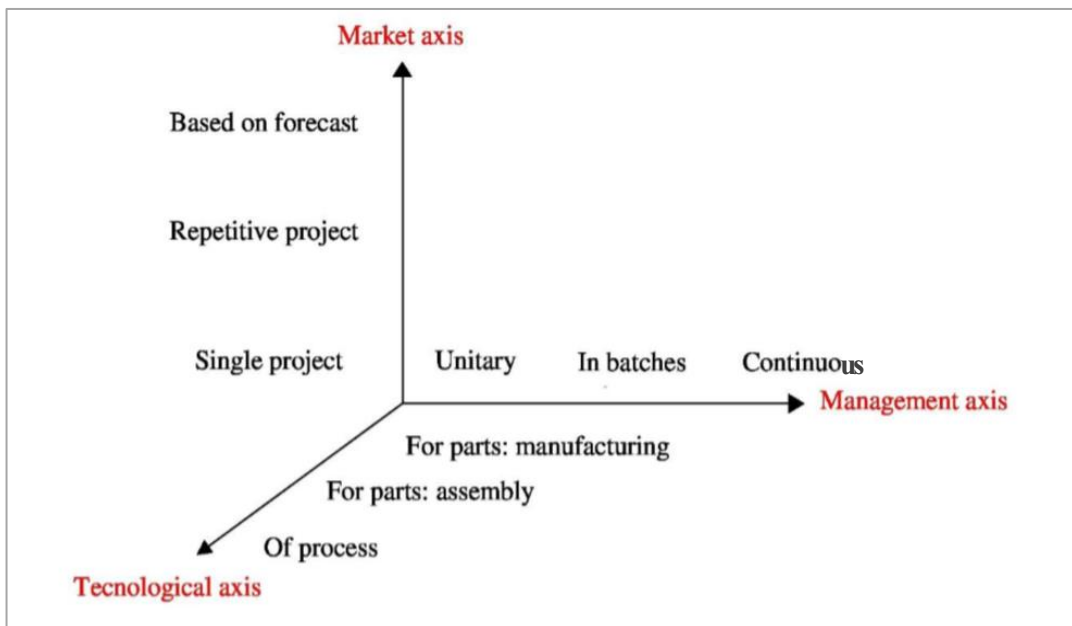 Market axis
Based on forecast
Repetitive project
Single project
Unitary
In batches
Continuous
Management axis
For parts: manufacturing
For parts: assembly
Of process
Tecnological axis